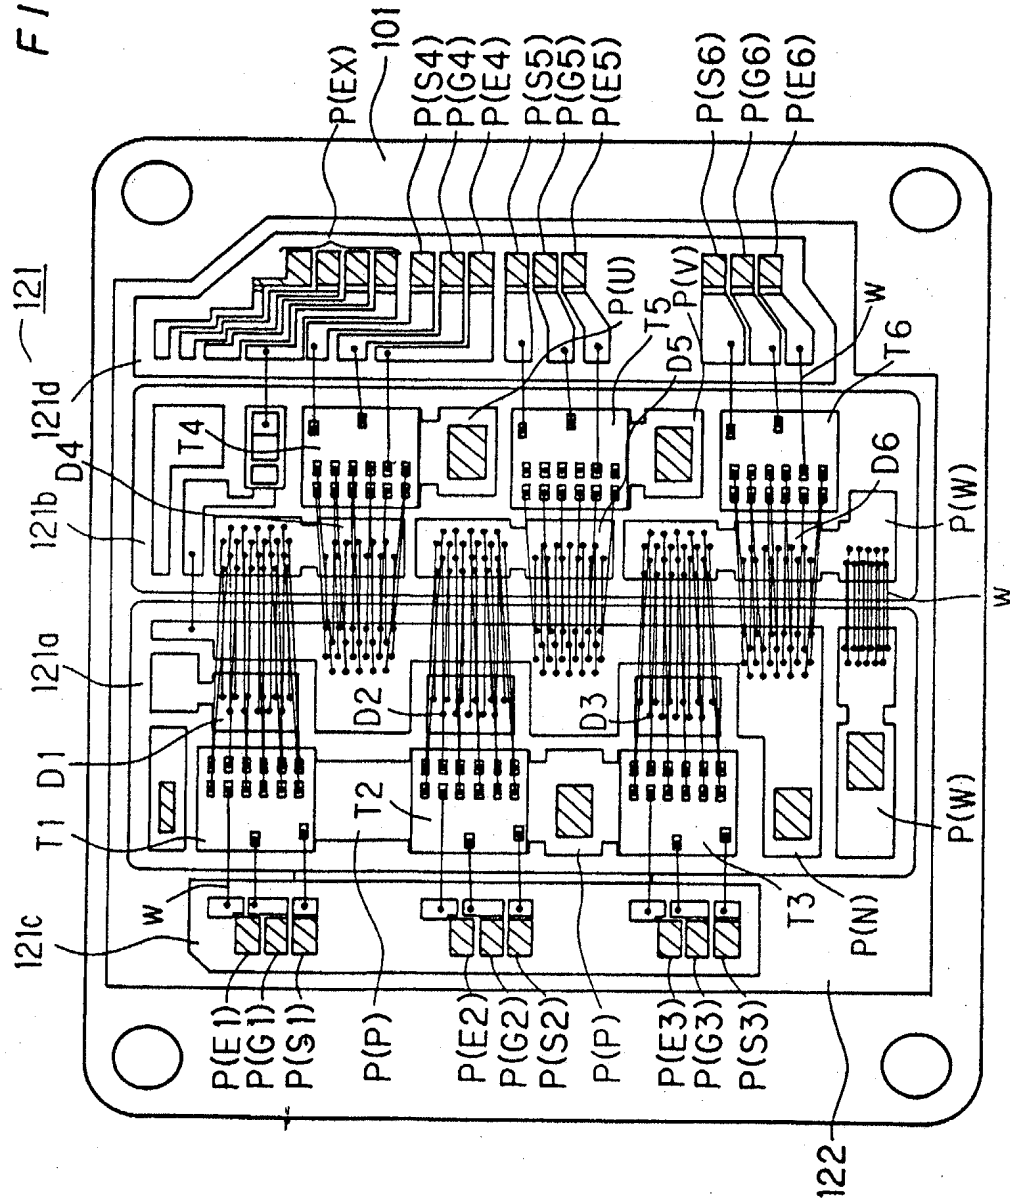 FI
121
101
P(EX)
P(S4)
P(G4)
P(E4)
P(S5)
P(G5)
P(E5)
P(S6)
P(G6)
P(E6)
121d
D4
T4
P(U)
T5
D5
P(V)
W
T6
121b
D6
P(W)
W
121a
D1
D2
D3
T1
T2
P(W)
121c
W
T3
P(N)
P(E1)
P(G1)
P(S1)
P(P)
P(E2)
P(G2)
P(S2)
P(P)
P(E3)
P(G3)
P(S3)
122